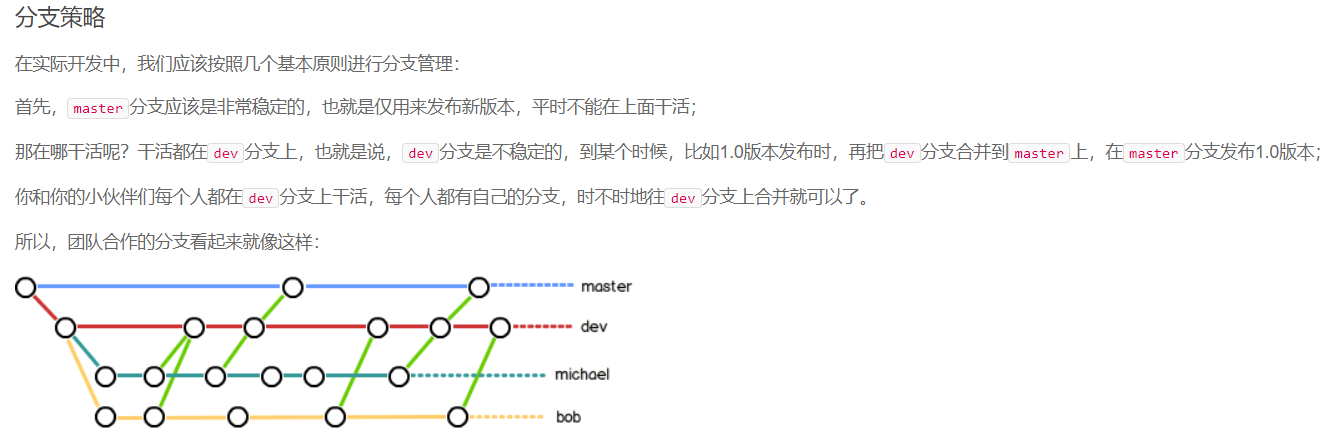 分支策略
在实际开发中，我们应该按照几个基本原则进行分支管理：
首先，master分支应该是非常稳定的，也就是仅用来发布新版本，平时不能在上面干活；
那在哪干活呢？干活都在dev分支上，也就是说，dev分支是不稳定的，到某个时候，比如1.0版本发布时，再把dev分支合并到master上，在master分支发布1.0版本；
你和你的小伙伴们每个人都在dev分支上干活，每个人都有自己的分支，时不时地往dev分支上合并就可以了。
所以，团队合作的分支看起来就像这样：
master
dev
michael
bob